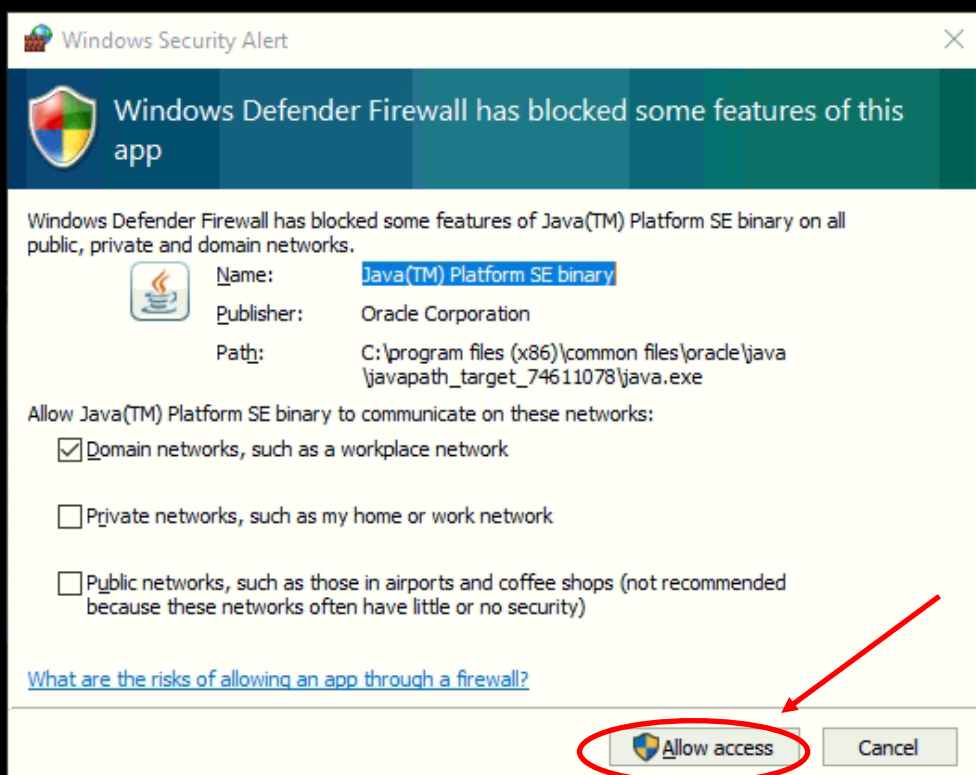 Windows Security Alert
Windows Defender Firewall has blocked some features of this
app
Windows Defender Firewall has blocked some features of Java(TM) Platform SE binary on all
public, private and domain networks.
Name: Java(TM) Platform SE binary
Publisher: Oracle Corporation
Path: C:\program files (x86)\common files\oracle\java
\javapath_target_74611078\java.exe
Allow Java(TM) Platform SE binary to communicate on these networks:
Domain networks, such as a workplace network
Private networks, such as my home or work network
Public networks, such as those in airports and coffee shops (not recommended
because these networks often have little or no security)
What are the risks of allowing an app through a firewall?
Allow access Cancel